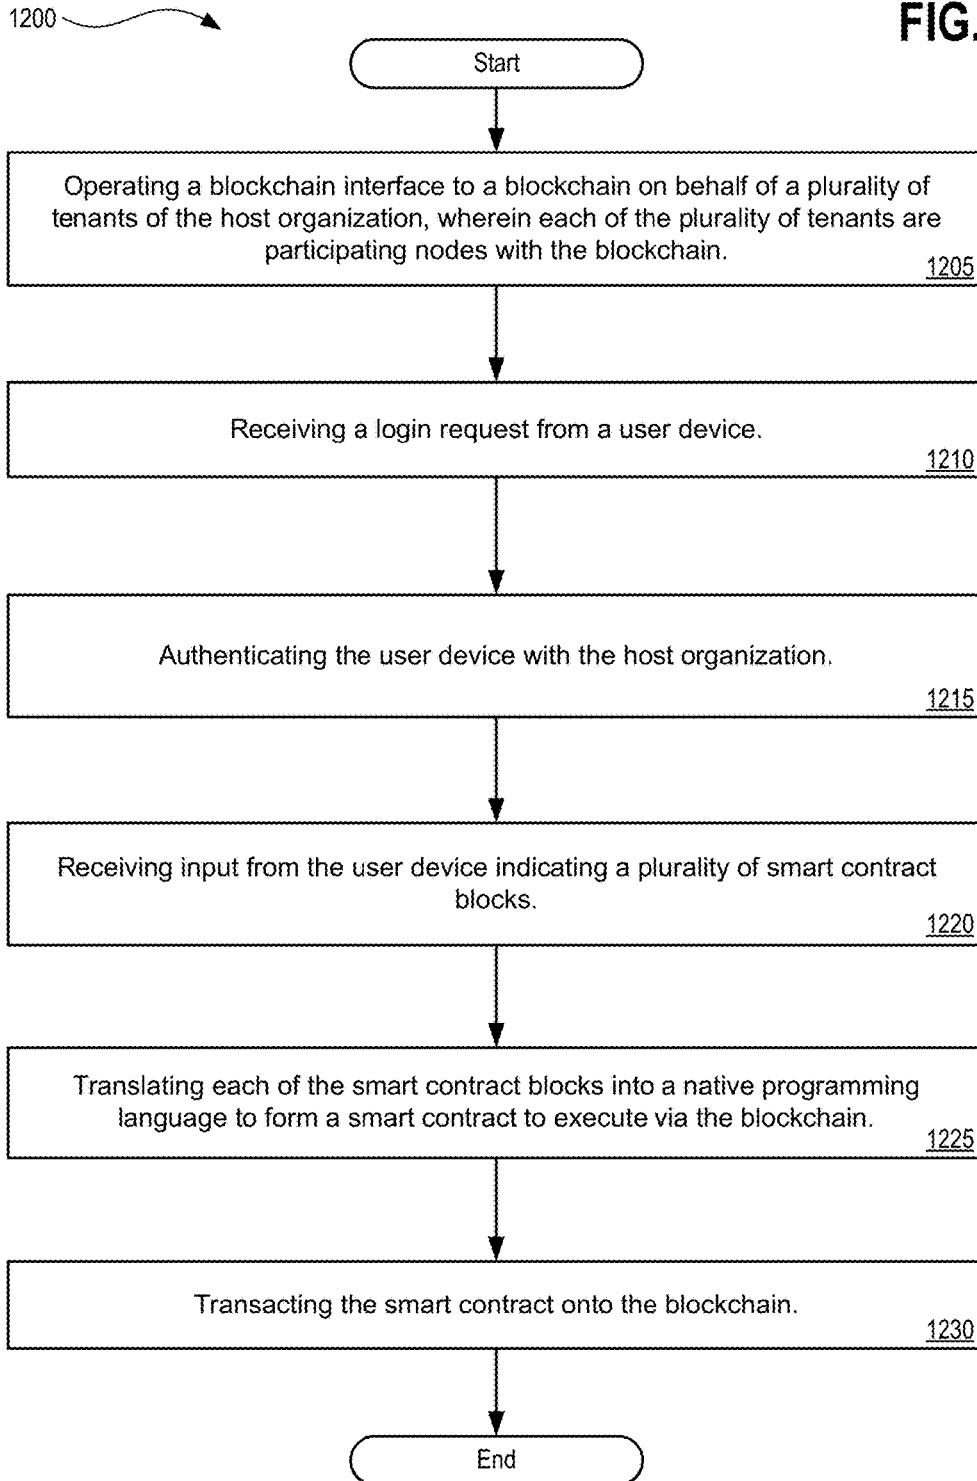 1200
FIG.
Start
Operating a blockchain interface to a blockchain on behalf of a plurality of
tenants of the host organization, wherein each of the plurality of tenants are
participating nodes with the blockchain.
1205
Receiving a login request from a user device.
1210
Authenticating the user device with the host organization.
1215
Receiving input from the user device indicating a plurality of smart contract
blocks.
1220
Translating each of the smart contract blocks into a native programming
language to form a smart contract to execute via the blockchain.
1225
Transacting the smart contract onto the blockchain.
1230
End